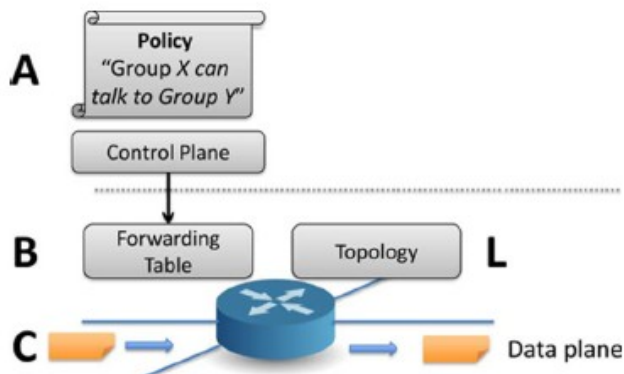 A
Policy
“Group X can
talk to Group Y”
Control Plane
B
Forwarding
Table
Topology
L
C
Data plane